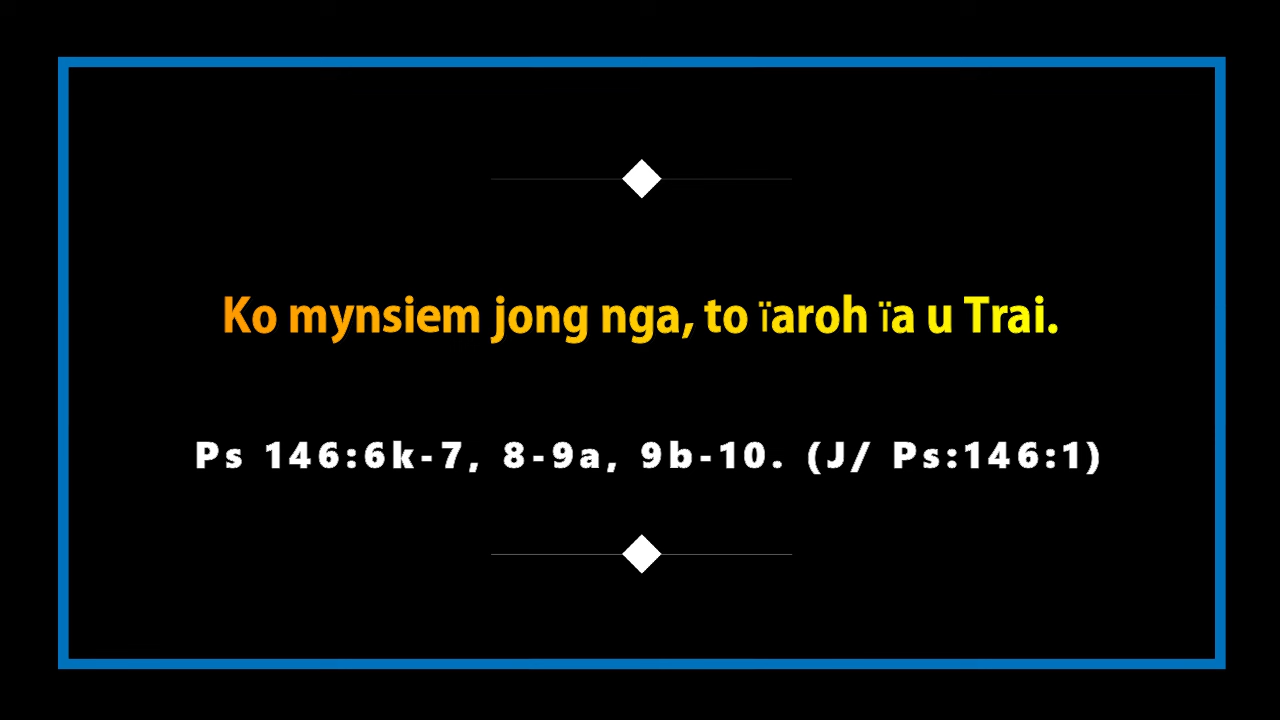 Ko mynsiem jong nga, to ïaroh ïa u Trai.
Ps 146:6k-7, 8-9a, 9b-10. (J/ Ps:146:1)